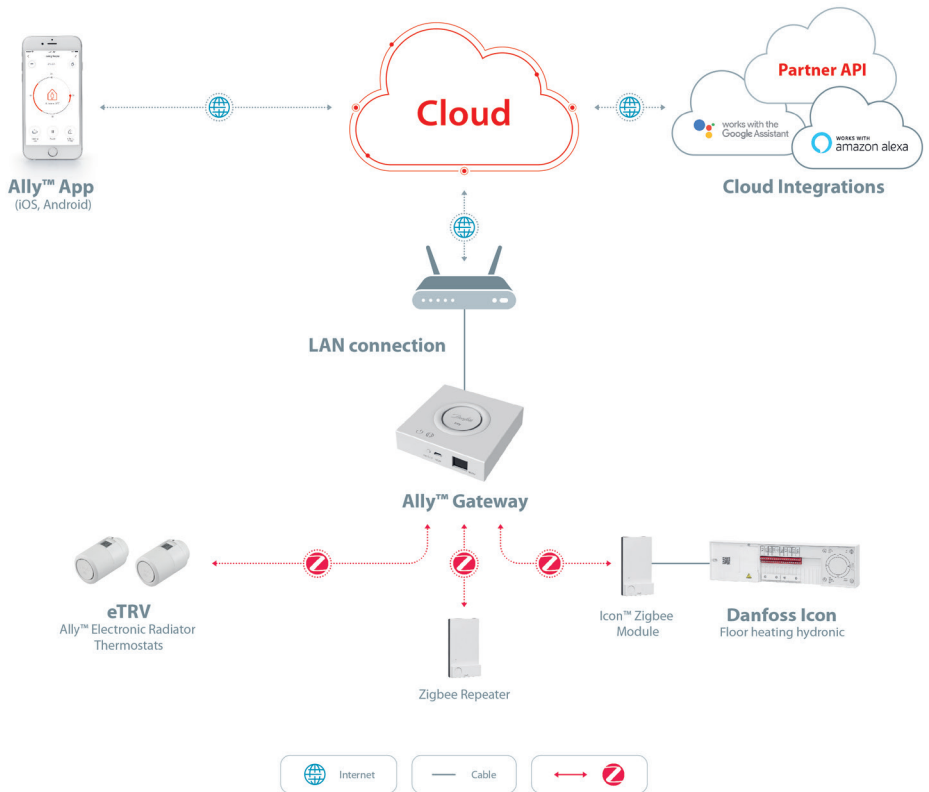 Cloud
Partner API
works with the
Google Assistant
WORKS WITH
amazon alexa
Ally™ App
(iOS, Android)
Cloud Integrations
LAN connection
Ally™ Gateway
eTRV
Ally™ Electronic Radiator
Thermostats
Icon™ Zigbee
Module
Danfoss Icon
Floor heating hydronic
Zigbee Repeater
Internet
Cable